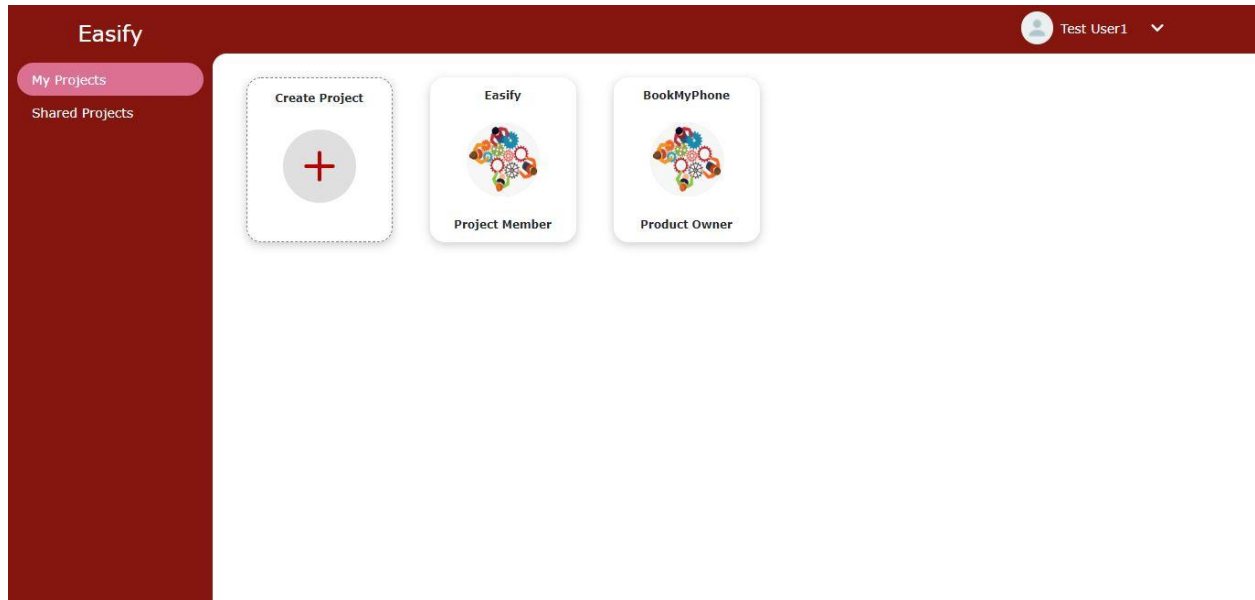 Easify
Test User1
My Projects
Shared Projects
Create Project
Easify
Project Member
BookMyPhone
Product Owner